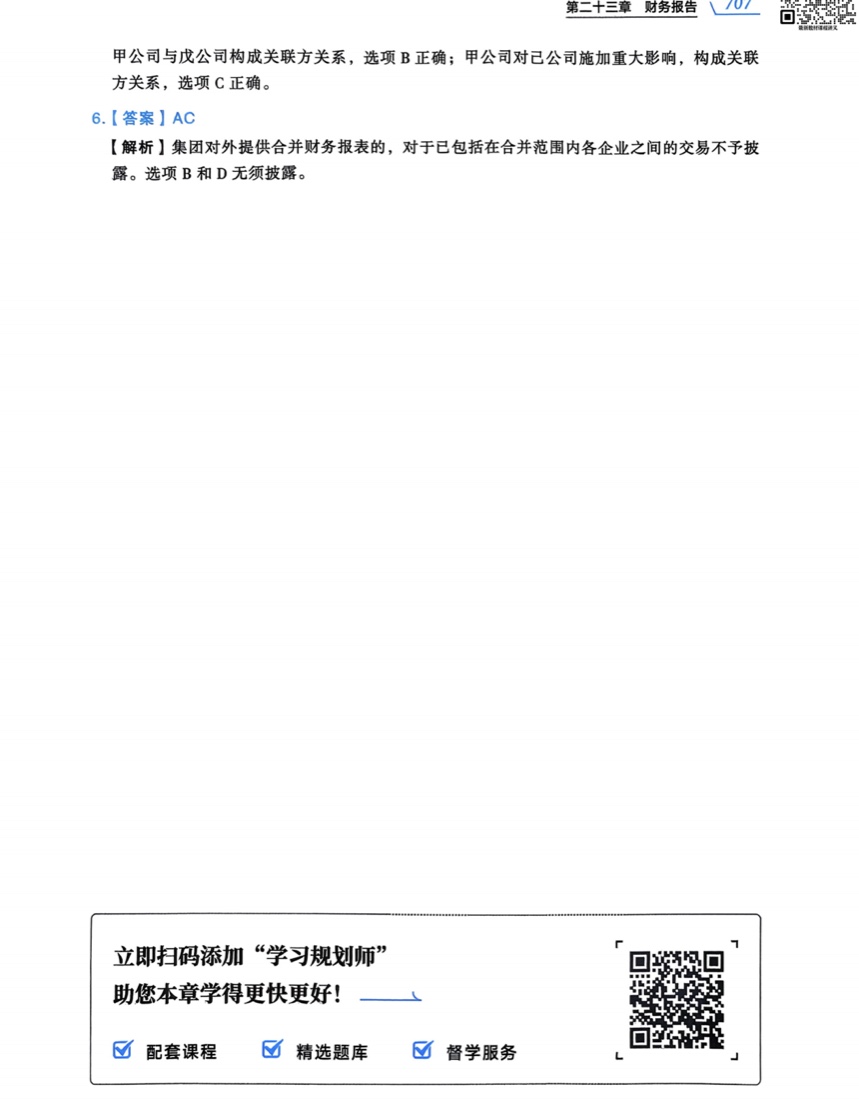 第二十三章 财务报告 707
甲公司与戊公司构成关联方关系，选项 B 正确；甲公司对己公司施加重大影响，构成关联
方关系，选项 C 正确。
6.【答案】AC
【解析】集团对外提供合并财务报表的，对于已包括在合并范围内各企业之间的交易不予披
露。选项 B 和 D 无须披露。
立即扫码添加“学习规划师”
助您本章学得更快更好！
配套课程 精选题库 督学服务